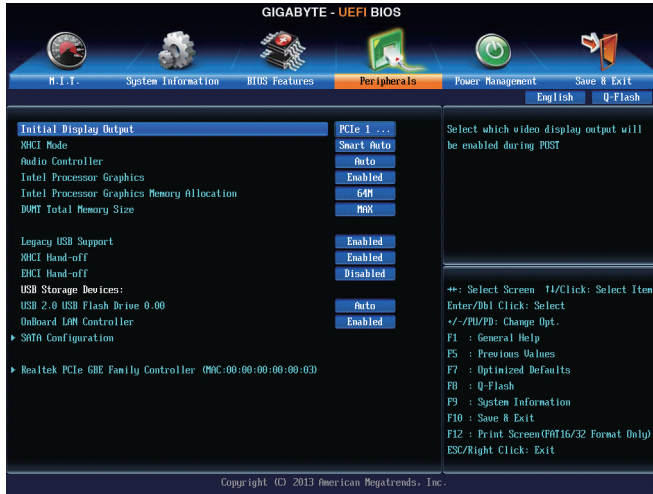 GIGABYTE - UEFI BIOS
M.I.T. System Information BIOS Features Peripherals Power Management Save & Exit
English Q-Flash
Initial Display Output PCIe 1 ...
XHCI Mode Smart Auto
Audio Controller Auto
Intel Processor Graphics Enabled
Intel Processor Graphics Memory Allocation 64M
DVMT Total Memory Size MAX
Legacy USB Support Enabled
XHCI Hand-off Enabled
EHCI Hand-off Disabled
USB Storage Devices:
USB 2.0 USB Flash Drive 0.00 Auto
OnBoard LAN Controller Enabled
SATA Configuration
Realtek PCIe GBE Family Controller (MAC:00:00:00:00:00:03)
Select which video display output will
be enabled during POST
↔: Select Screen ↑↓/Click: Select Item
Enter/Dbl Click: Select
+/-/PU/PD: Change Opt.
F1 : General Help
F5 : Previous Values
F7 : Optimized Defaults
F8 : Q-Flash
F9 : System Information
F10 : Save & Exit
F12 : Print Screen(FAT16/32 Format Only)
ESC/Right Click: Exit
Copyright (C) 2013 American Megatrends, Inc.